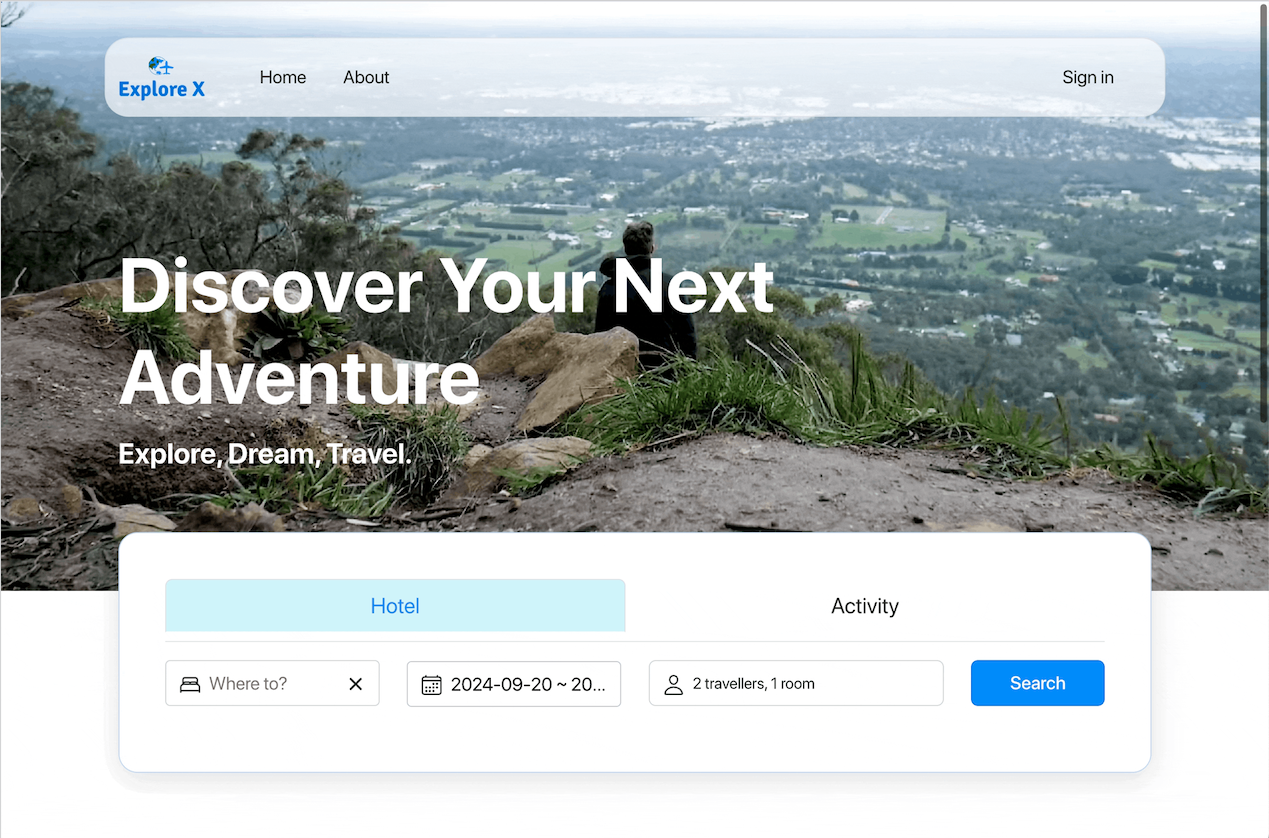 Explore X
Home
About
Sign in
Discover Your Next
Adventure
Explore, Dream, Travel.
Hotel
Activity
Where to?
2024-09-20 ~ 20...
2 travellers, 1 room
Search